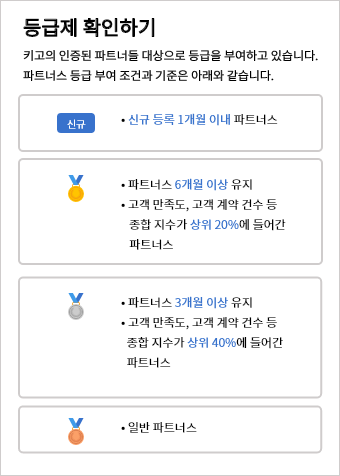 등급제 확인하기
키고의 인증된 파트너들 대상으로 등급을 부여하고 있습니다.
파트너스 등급 부여 조건과 기준은 아래와 같습니다.
신규
• 신규 등록 1개월 이내 파트너스
• 파트너스 6개월 이상 유지
• 고객 만족도, 고객 계약 건수 등
종합 지수가 상위 20%에 들어간
파트너스
• 파트너스 3개월 이상 유지
• 고객 만족도, 고객 계약 건수 등
종합 지수가 상위 40%에 들어간
파트너스
• 일반 파트너스